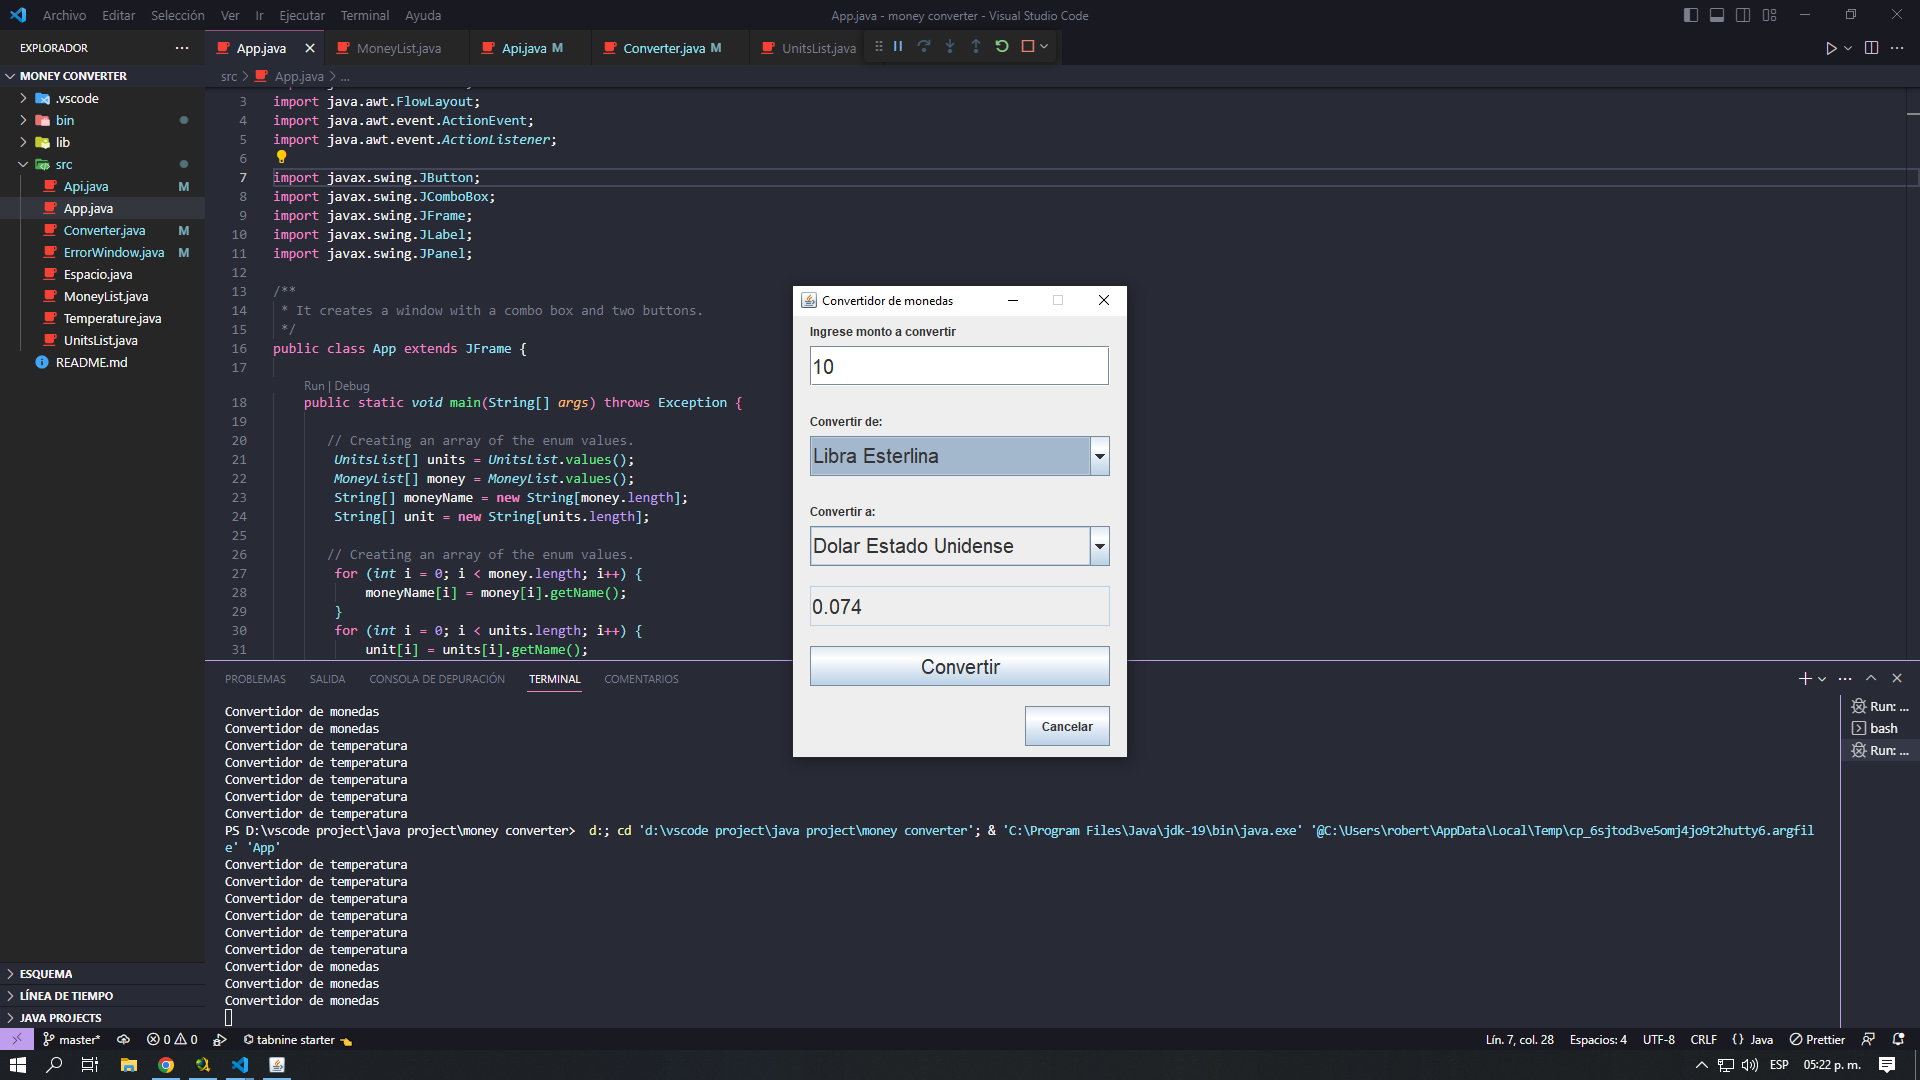 Archivo Editar Selección Ver Ir Ejecutar Terminal Ayuda
App.java - money converter - Visual Studio Code
EXPLORADOR
App.java
MoneyList.java
Api.java M
Converter.java M
UnitsList.java
MONEY CONVERTER
src > App.java > ...
.vscode
bin
lib
src
Api.java M
App.java
Converter.java M
ErrorWindow.java M
Espacio.java
MoneyList.java
Temperature.java
UnitsList.java
README.md
3 import java.awt.FlowLayout;
4 import java.awt.event.ActionEvent;
5 import java.awt.event.ActionListener;
6
7 import javax.swing.JButton;
8 import javax.swing.JComboBox;
9 import javax.swing.JFrame;
10 import javax.swing.JLabel;
11 import javax.swing.JPanel;
12
13 /**
14 * It creates a window with a combo box and two buttons.
15 */
16 public class App extends JFrame {
17
Run | Debug
18 public static void main(String[] args) throws Exception {
19
20 // Creating an array of the enum values.
21 UnitsList[] units = UnitsList.values();
22 MoneyList[] money = MoneyList.values();
23 String[] moneyName = new String[money.length];
24 String[] unit = new String[units.length];
25
26 // Creating an array of the enum values.
27 for (int i = 0; i < money.length; i++) {
28 moneyName[i] = money[i].getName();
29 }
30 for (int i = 0; i < units.length; i++) {
31 unit[i] = units[i].getName();
Convertidor de monedas
Ingrese monto a convertir
10
Convertir de:
Libra Esterlina
Convertir a:
Dolar Estado Unidense
0.074
Convertir
Cancelar
PROBLEMAS SALIDA CONSOLA DE DEPURACIÓN TERMINAL COMENTARIOS
Convertidor de monedas
Convertidor de monedas
Convertidor de temperatura
Convertidor de temperatura
Convertidor de temperatura
Convertidor de temperatura
Convertidor de temperatura
PS D:\vscode project\java project\money converter>  d:; cd 'd:\vscode project\java project\money converter'; & 'C:\Program Files\Java\jdk-19\bin\java.exe' '@C:\Users\robert\AppData\Local\Temp\cp_6sjtod3ve5omj4jo9t2hutty6.argfil
e' 'App'
Convertidor de temperatura
Convertidor de temperatura
Convertidor de temperatura
Convertidor de temperatura
Convertidor de temperatura
Convertidor de temperatura
Convertidor de monedas
Convertidor de monedas
Convertidor de monedas
Run: ...
bash
Run: ...
ESQUEMA
LÍNEA DE TIEMPO
JAVA PROJECTS
master* 0 0 tabnine starter
Lín. 7, col. 28 Espacios: 4 UTF-8 CRLF {} Java Prettier
ESP 05:22 p. m.